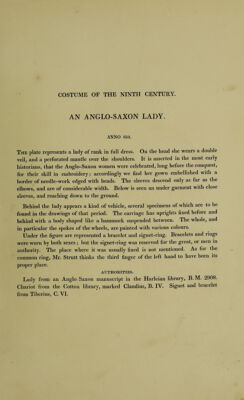 COSTUME OF THE NINTH CENTURY.
AN ANGLO-SAXON LADY.
ANNO 850.
THE plate represents a lady of rank in full dress. On the head she wears a double
veil, and a perforated mantle over the shoulders. It is asserted in the most early
historians, that the Anglo-Saxon women were celebrated, long before the conquest,
for their skill in embroidery; accordingly we find her gown embellished with a
border of needle-work edged with beads. The sleeves descend only as far as the
elbows, and are of considerable width. Below is seen an under garment with close
sleeves, and reaching down to the ground.
Behind the lady appears a kind of vehicle, several specimens of which are to be
found in the drawings of that period. The carriage has uprights fixed before and
behind with a body shaped like a hammock suspended between. The whole, and
in particular the spokes of the wheels, are painted with various colours.
Under the figure are represented a bracelet and signet-ring. Bracelets and rings
were worn by both sexes; but the signet-ring was reserved for the great, or men in
authority. The place where it was usually fixed is not mentioned. As for the
common ring, Mr. Strutt thinks the third finger of the left hand to have been its
proper place.
AUTHORITIES.
Lady from an Anglo-Saxon manuscript in the Harleian library, B. M. 2908.
Chariot from the Cotton library, marked Claudius, B. IV. Signet and bracelet
from Tiberius, C. VI.